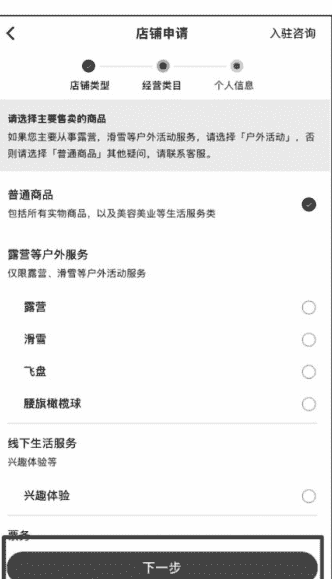 店铺申请 入驻咨询
店铺类型 经营类目 个人信息
请选择主要售卖的商品
如果您主从事露营，滑雪等户外活动服务，请选择「户外活动」，否
则请选择「普通商品」其他疑问，请联系客服。
普通商品
包括所有实物商品，以及美容美业等生活服务类
露营等户外服务
仅限露营、滑雪等户外活动服务
露营
滑雪
飞盘
腰旗橄榄球
线下生活服务
兴趣体验等
兴趣体验
票务
下一步